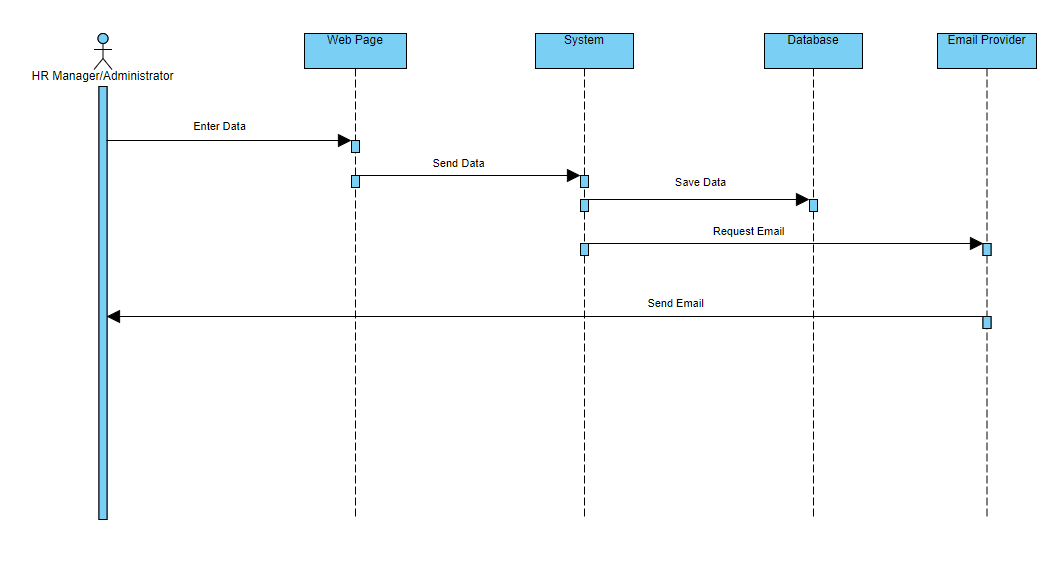 Web Page
System
Database
Email Provider
HR Manager/Administrator
Enter Data
Send Data
Save Data
Request Email
Send Email